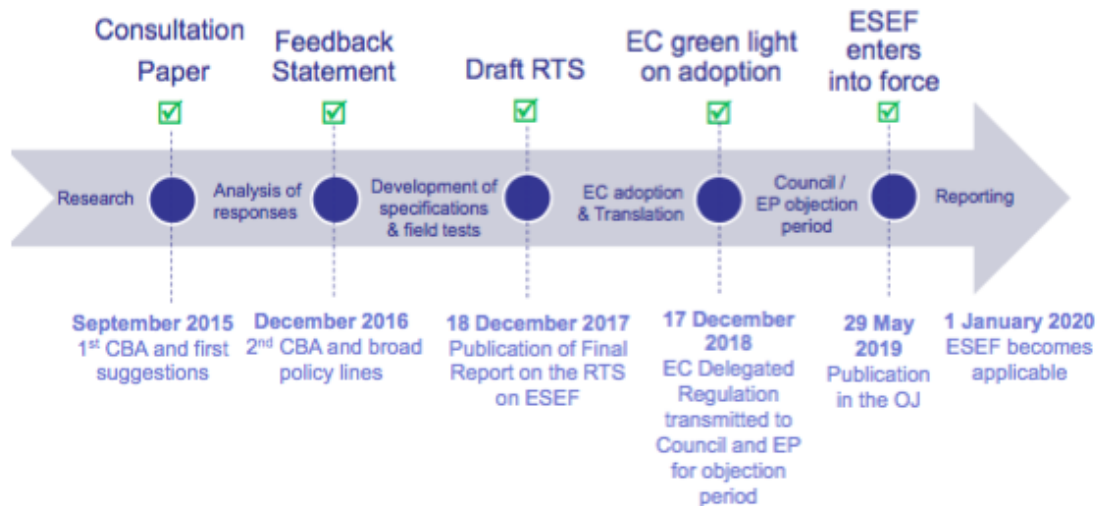 Consultation
Paper
Feedback
Statement
Draft RTS
EC green light
on adoption
ESEF
enters
into force
Research
Analysis of
responses
Development of
specifications
& field tests
EC adoption
& Translation
Council /
EP objection
period
Reporting
September 2015
1st CBA and first
suggestions
December 2016
2nd CBA and broad
policy lines
18 December 2017
Publication of Final
Report on the RTS
on ESEF
17 December
2018
EC Delegated
Regulation
transmitted to
Council and EP
for objection
period
29 May
2019
Publication
in the OJ
1 January 2020
ESEF becomes
applicable